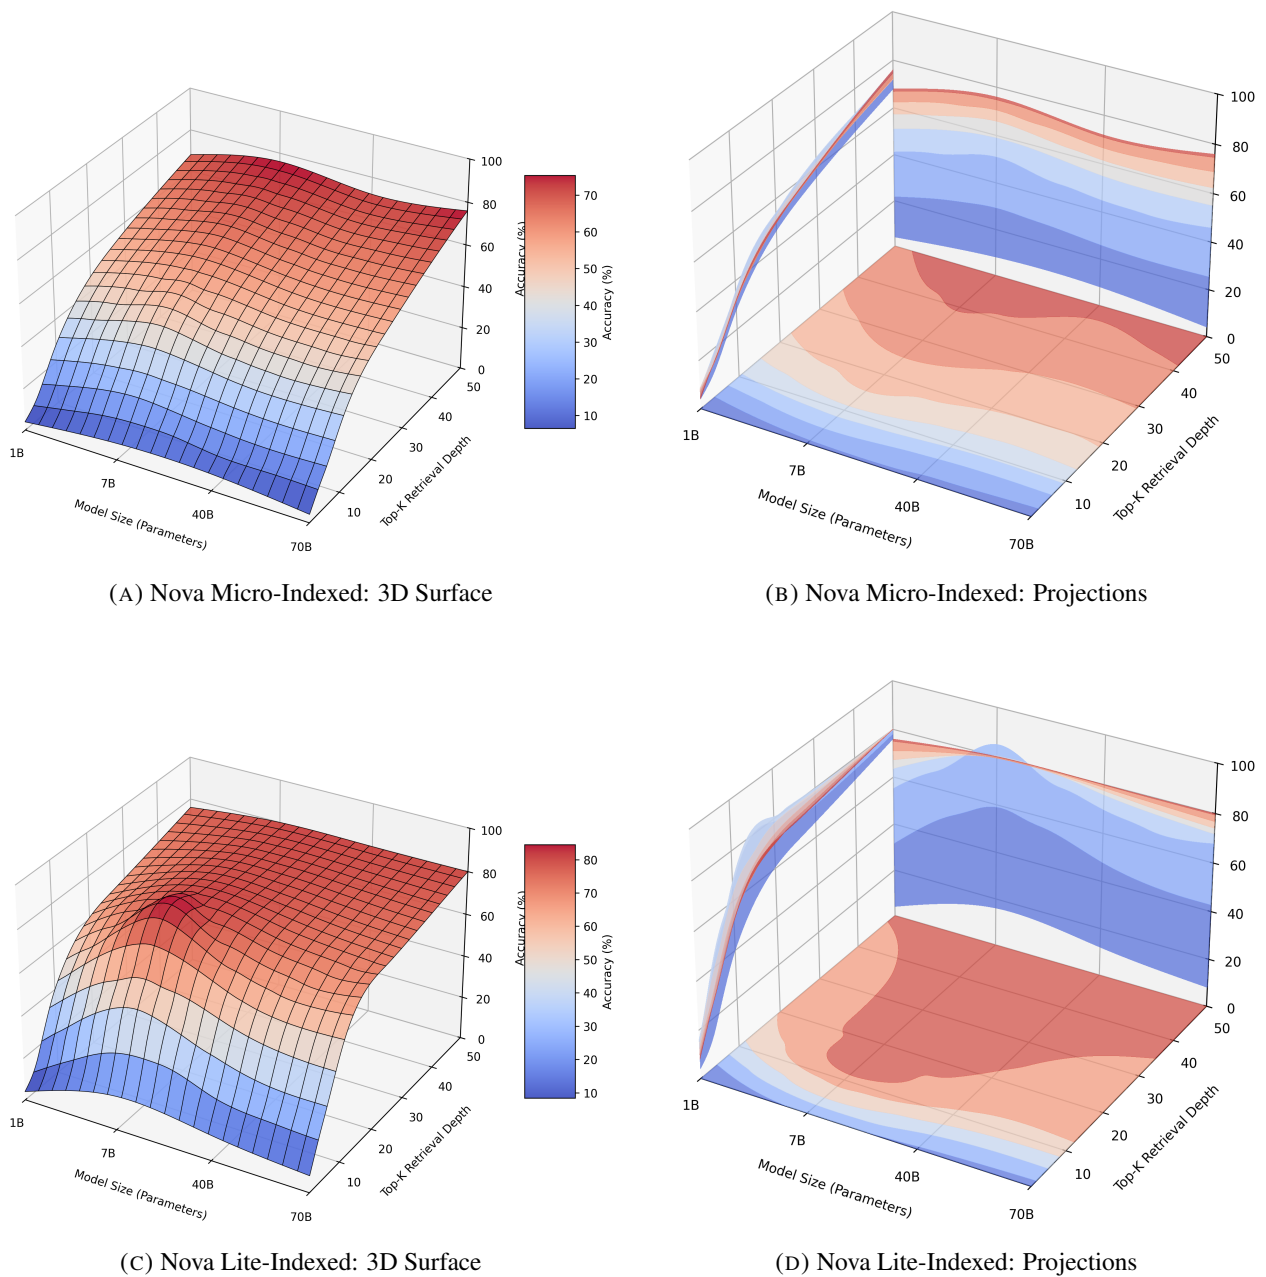 100
80
60
40
20
0
50
40
30
20
10
1B
7B
40B
70B
Model Size (Parameters)
Top-K Retrieval Depth
Accuracy (%)
70
60
50
40
30
20
10
Accuracy (%)
(A) Nova Micro-Indexed: 3D Surface
100
80
60
40
20
0
50
40
30
20
10
1B
7B
40B
70B
Model Size (Parameters)
Top-K Retrieval Depth
(B) Nova Micro-Indexed: Projections
100
80
60
40
20
0
50
40
30
20
10
1B
7B
40B
70B
Model Size (Parameters)
Top-K Retrieval Depth
Accuracy (%)
80
70
60
50
40
30
20
10
Accuracy (%)
(C) Nova Lite-Indexed: 3D Surface
100
80
60
40
20
0
50
40
30
20
10
1B
7B
40B
70B
Model Size (Parameters)
Top-K Retrieval Depth
(D) Nova Lite-Indexed: Projections